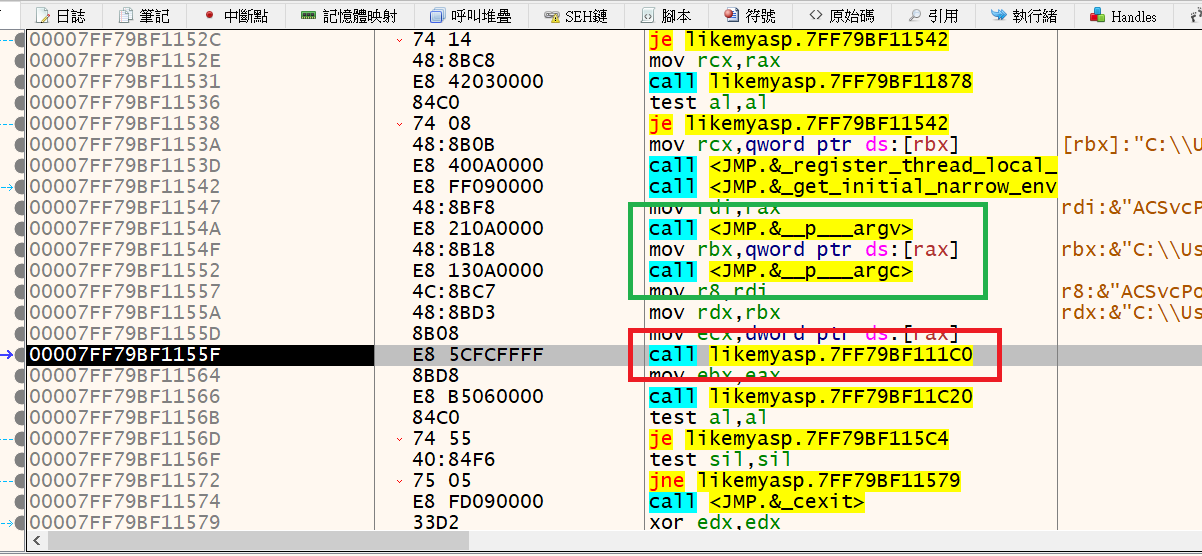 日誌 筆記 中斷點 記憶體映射 呼叫堆疊 SEH鏈 腳本 符號 原始碼 引用 執行緒 Handles
00007FF79BF1152C 74 14 je likemyasp.7FF79BF11542
00007FF79BF1152E 48:8BC8 mov rcx,rax
00007FF79BF11531 E8 42030000 call likemyasp.7FF79BF11878
00007FF79BF11536 84C0 test al,al
00007FF79BF11538 74 08 je likemyasp.7FF79BF11542
00007FF79BF1153A 48:8B0B mov rcx,qword ptr ds:[rbx] [rbx]:"C:\\U
00007FF79BF1153D E8 400A0000 call <JMP.&_register_thread_local_
00007FF79BF11542 E8 FF090000 call <JMP.&_get_initial_narrow_env
00007FF79BF11547 48:8BF8 mov rdi,rax rdi:&"ACSvcP
00007FF79BF1154A E8 210A0000 call <JMP.&__p___argv>
00007FF79BF1154F 48:8B18 mov rbx,qword ptr ds:[rax] rbx:&"C:\\Us
00007FF79BF11552 E8 130A0000 call <JMP.&__p___argc>
00007FF79BF11557 4C:8BC7 mov r8,rdi r8:&"ACSvcPo
00007FF79BF1155A 48:8BD3 mov rdx,rbx rdx:&"C:\\Us
00007FF79BF1155D 8B08 mov ecx,dword ptr ds:[rax]
00007FF79BF1155F E8 5CFCFFFF call likemyasp.7FF79BF111C0
00007FF79BF11564 8BD8 mov ebx,eax
00007FF79BF11566 E8 B5060000 call likemyasp.7FF79BF11C20
00007FF79BF1156B 84C0 test al,al
00007FF79BF1156D 74 55 je likemyasp.7FF79BF115C4
00007FF79BF1156F 40:84F6 test sil,sil
00007FF79BF11572 75 05 jne likemyasp.7FF79BF11579
00007FF79BF11574 E8 FD090000 call <JMP.&_cexit>
00007FF79BF11579 33D2 xor edx,edx